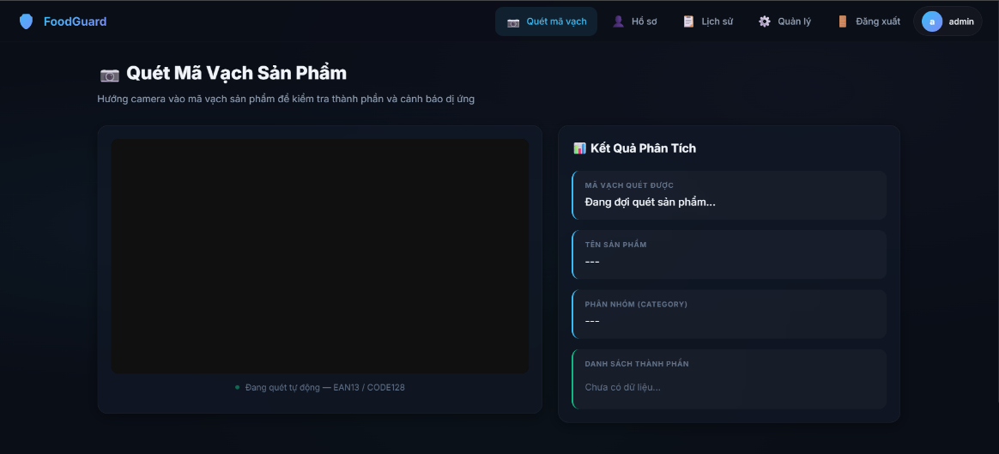 FoodGuard
Quét mã vạch
Hồ sơ
Lịch sử
Quản lý
Đăng xuất
a
admin
Quét Mã Vạch Sản Phẩm
Hướng camera vào mã vạch sản phẩm để kiểm tra thành phần và cảnh báo dị ứng
Đang quét tự động — EAN13 / CODE128
Kết Quả Phân Tích
MÃ VẠCH QUÉT ĐƯỢC
Đang đợi quét sản phẩm...
TÊN SẢN PHẨM
---
PHÂN NHÓM (CATEGORY)
---
DANH SÁCH THÀNH PHẦN
Chưa có dữ liệu...